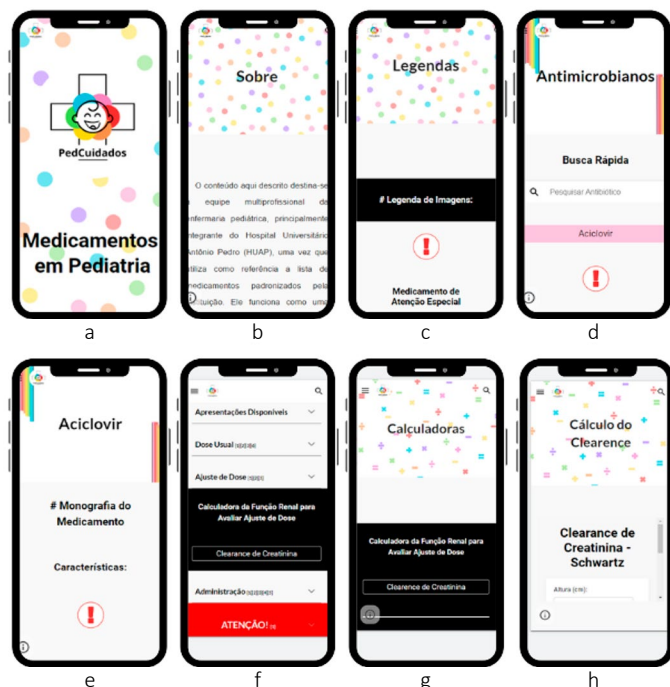 PedCuidados
Medicamentos
em Pediatria
a
Sobre
O conteúdo aqui descrito destina-se
equipe multiprofissional da
enfermaria pediátrica, principalmente
integrante do Hospital Universitário
Antônio Pedro (HUAP), uma vez que
utiliza como referência a lista de
medicamentos padronizados pela
instituição. Ele funciona como uma
b
Legendas
# Legenda de Imagens:
Medicamento de
Atenção Especial
c
Antimicrobianos
Busca Rápida
Pesquisar Antibiótico
Aciclovir
d
Aciclovir
# Monografia do
Medicamento
Características:
e
Apresentações Disponíveis
Dose Usual
Ajuste de Dose
Calculadora da Função Renal para
Avaliar Ajuste de Dose
Clearance de Creatinina
Administração
ATENÇÃO!
f
Calculadoras
Calculadora da Função Renal para
Avaliar Ajuste de Dose
Clearence de Creatinina
g
Cálculo do
Clearence
Clearance de
Creatinina -
Schwartz
Altura (cm):
h